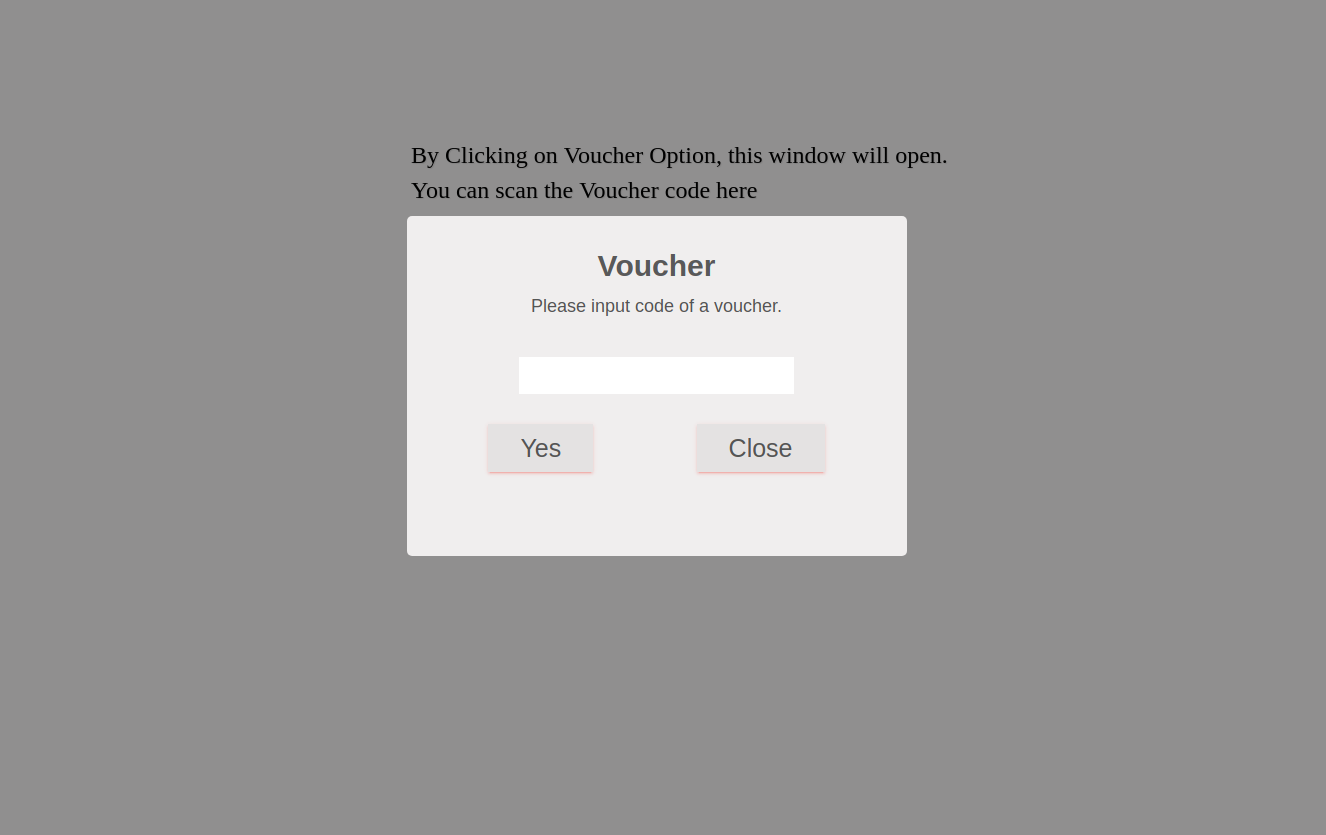 By Clicking on Voucher Option, this window will open.
You can scan the Voucher code here
Voucher
Please input code of a voucher.
Yes
Close